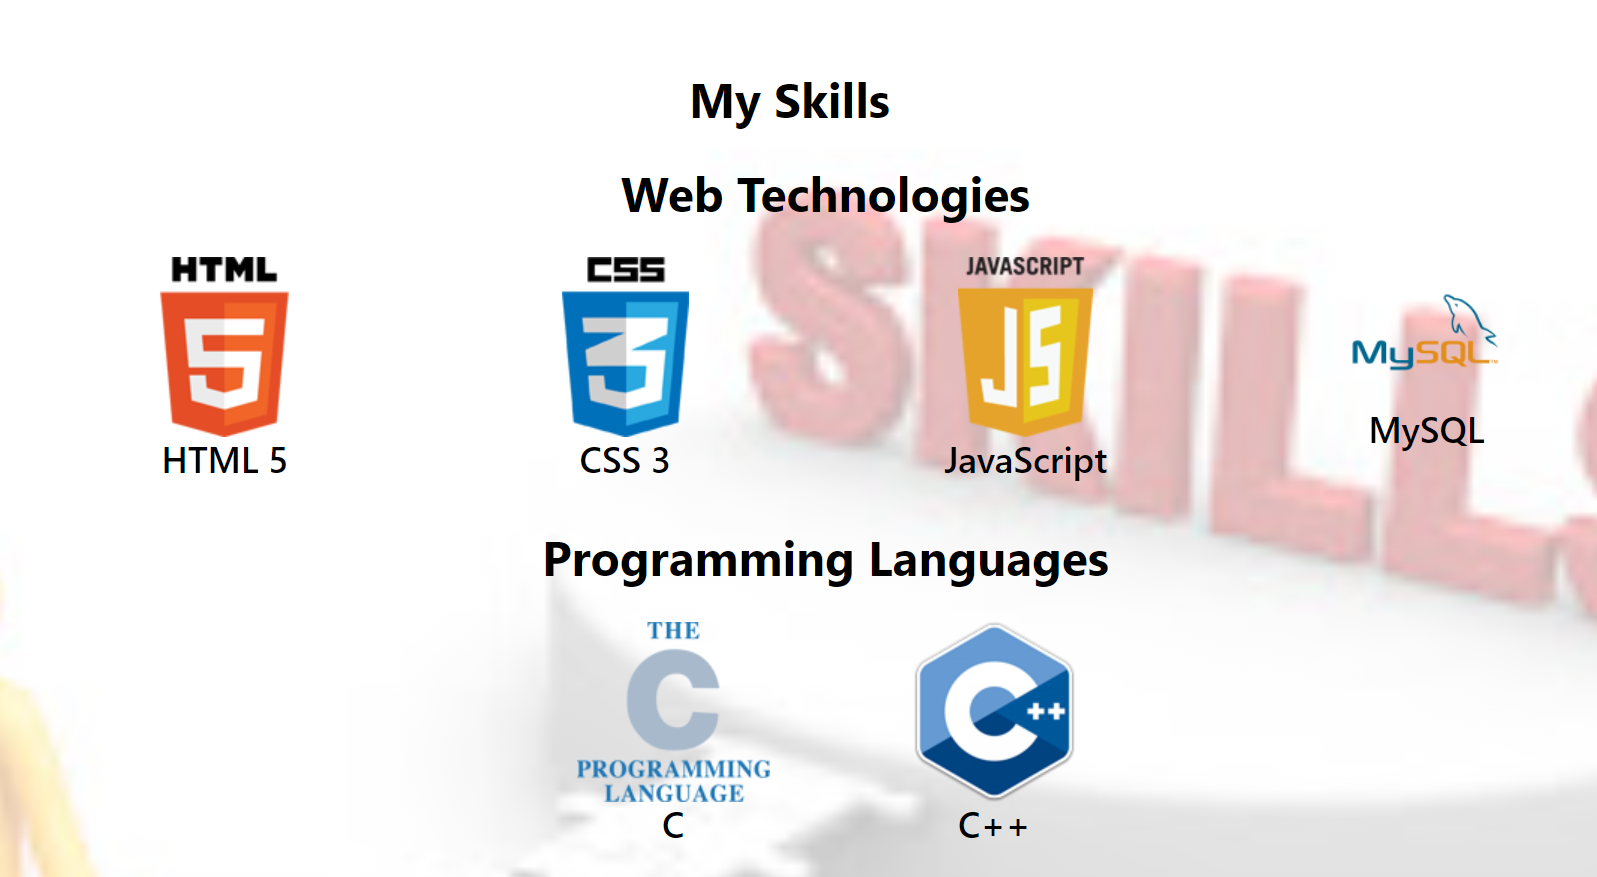 My Skills
Web Technologies
HTML
5
HTML 5
CSS
3
CSS 3
JAVASCRIPT
JS
JavaScript
MySQL™
MySQL
SKILLS
Programming Languages
THE
C
PROGRAMMING
LANGUAGE
C
C++
C++